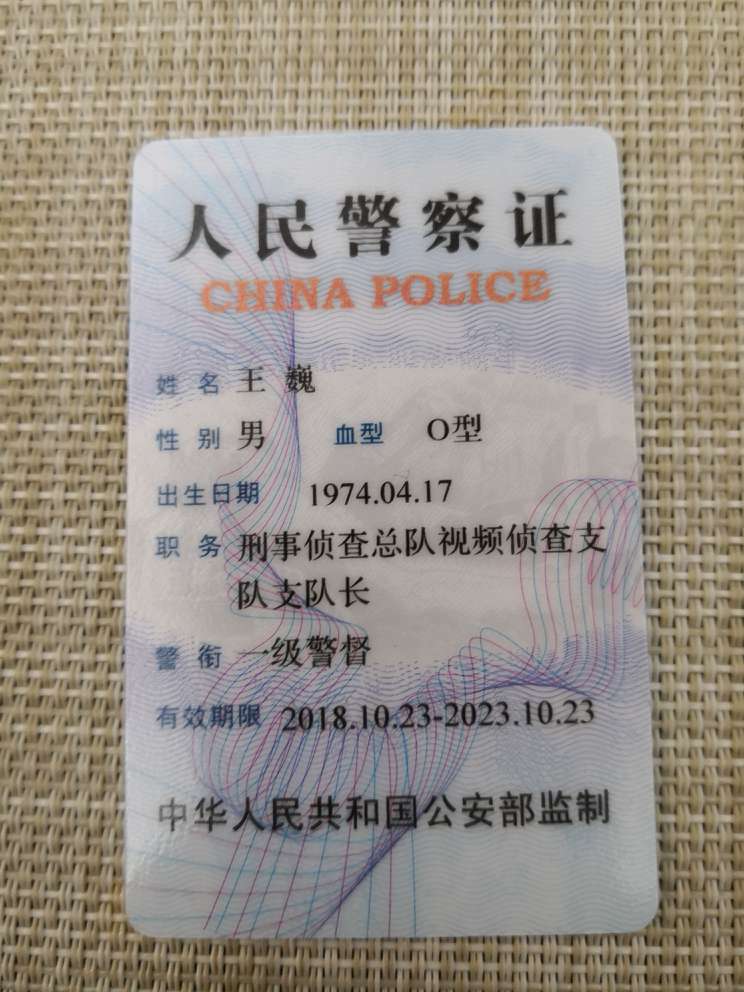 人民警察证
CHINA POLICE
姓名 王巍
性别 男 血型 O型
出生日期 1974.04.17
职务 刑事侦查总队视频侦查支
队支队长
警衔 一级警督
有效期限 2018.10.23-2023.10.23
中华人民共和国公安部监制